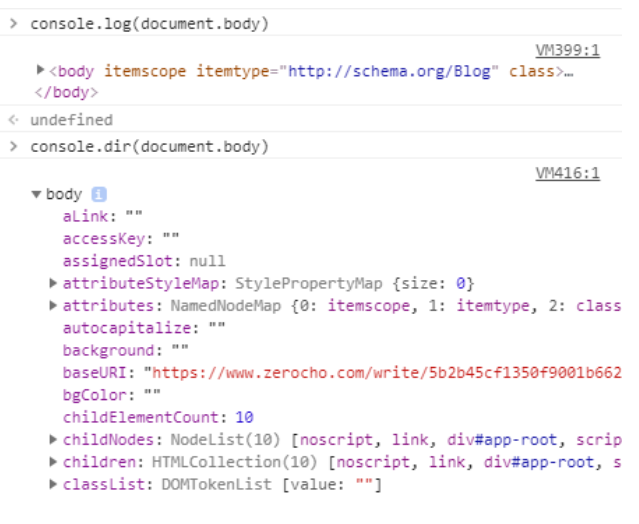 > console.log(document.body)
VM399:1
▶<body itemscope itemtype="http://schema.org/Blog" class>…
</body>
undefined
> console.dir(document.body)
VM416:1
▼body i
aLink: ""
accessKey: ""
assignedSlot: null
▶attributeStyleMap: StylePropertyMap {size: 0}
▶attributes: NamedNodeMap {0: itemscope, 1: itemtype, 2: class
autocapitalize: ""
background: ""
baseURI: "https://www.zerocho.com/write/5b2b45cf1350f9001b662
bgColor: ""
childElementCount: 10
▶childNodes: NodeList(10) [noscript, link, div#app-root, scrip
▶children: HTMLCollection(10) [noscript, link, div#app-root, s
▶classList: DOMTokenList [value: ""]